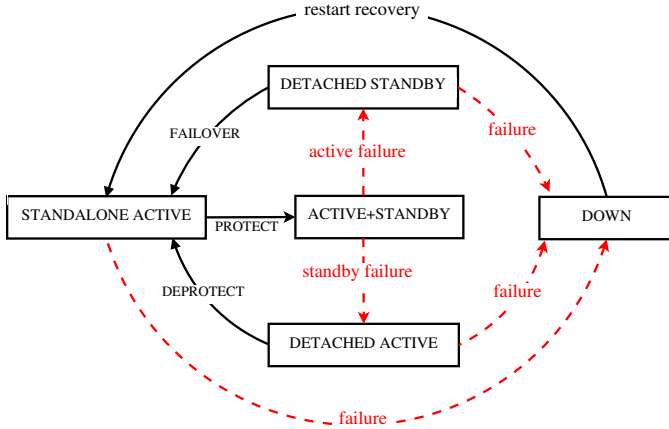 restart recovery
DETACHED STANDBY
FAILOVER
failure
active failure
STANDALONE ACTIVE
PROTECT
ACTIVE+STANDBY
DOWN
standby failure
DEPROTECT
failure
DETACHED ACTIVE
failure